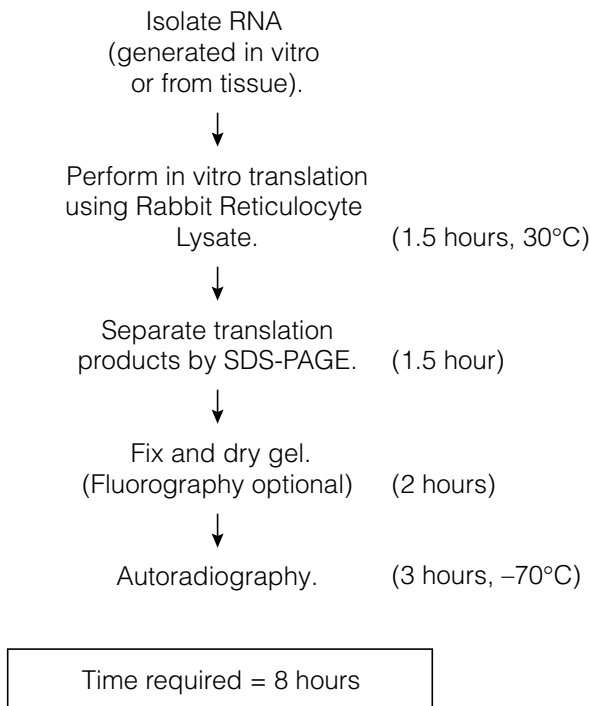 Isolate RNA
(generated in vitro
or from tissue).
Perform in vitro translation
using Rabbit Reticulocyte
Lysate. (1.5 hours, 30°C)
Separate translation
products by SDS-PAGE. (1.5 hour)
Fix and dry gel.
(Fluorography optional) (2 hours)
Autoradiography. (3 hours, –70°C)
Time required = 8 hours